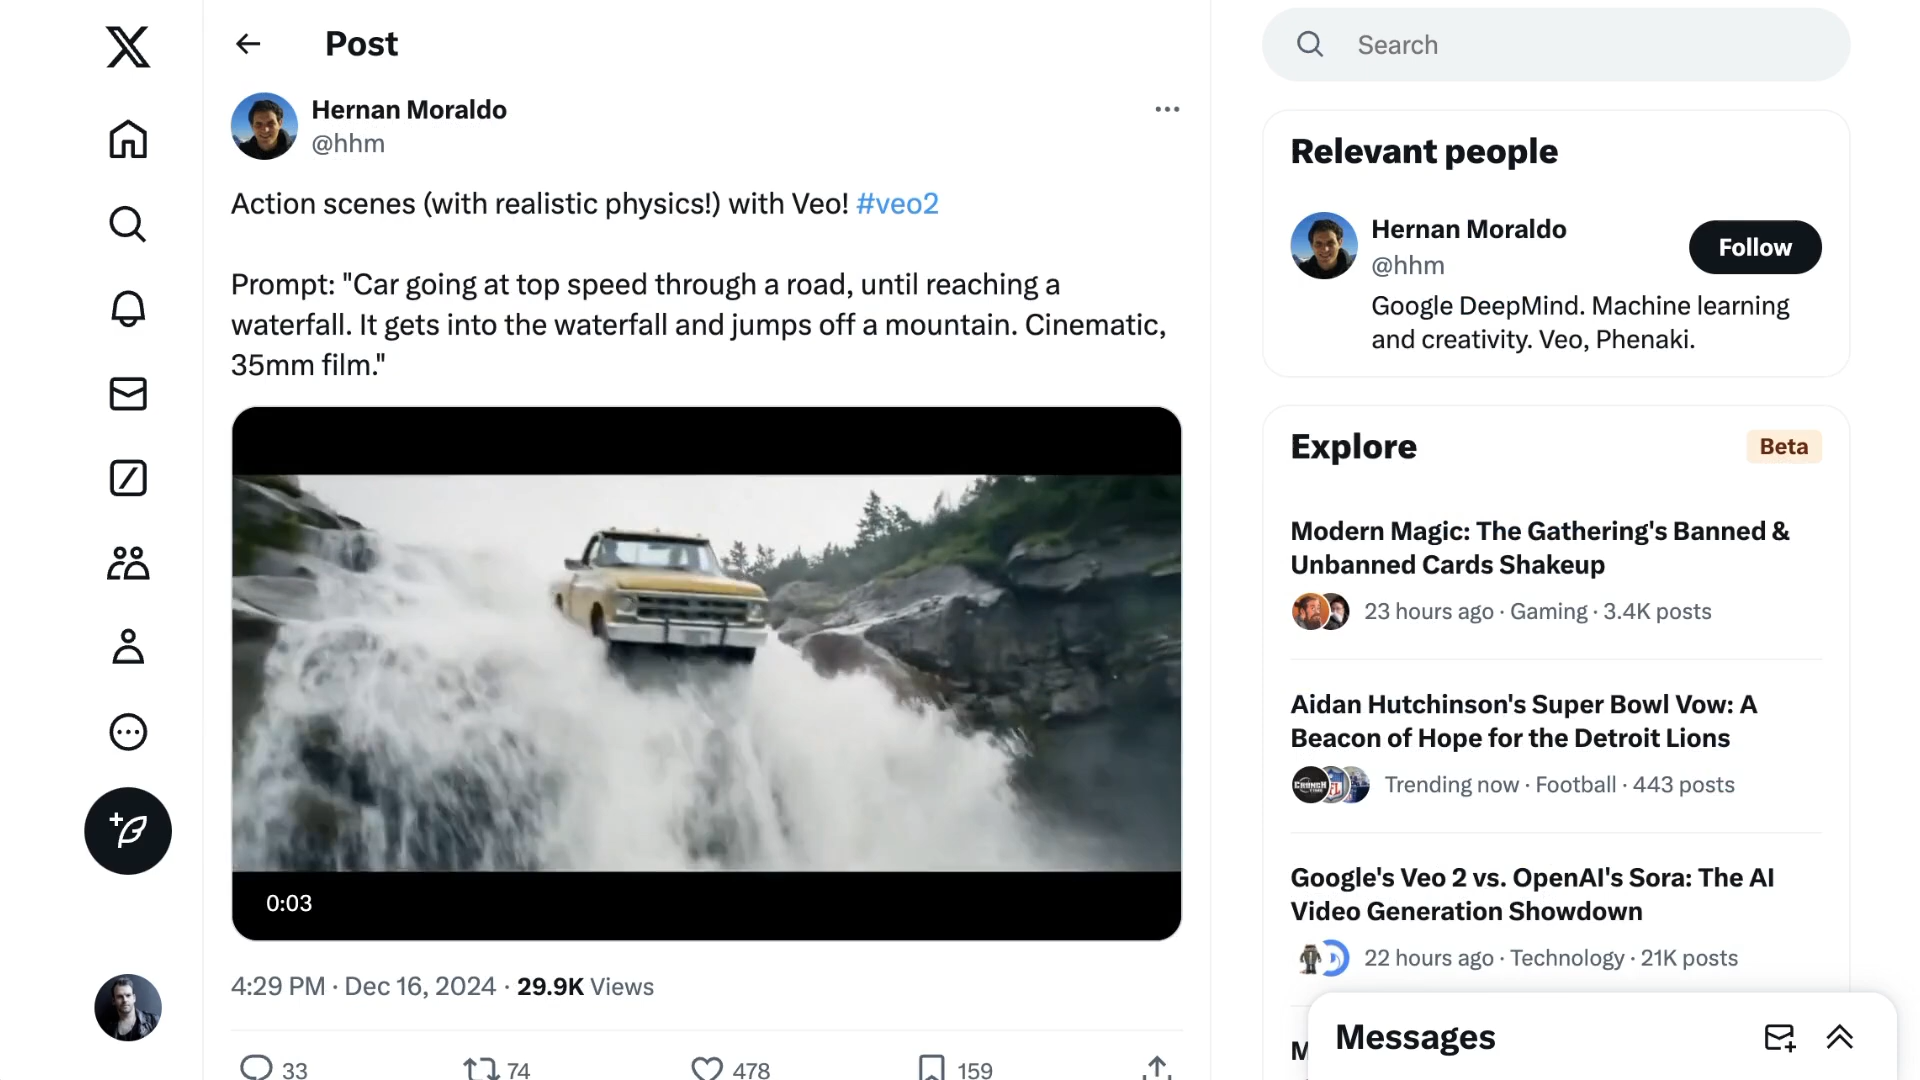 Post
Hernan Moraldo
@hhm
Action scenes (with realistic physics!) with Veo! #veo2
Prompt: "Car going at top speed through a road, until reaching a
waterfall. It gets into the waterfall and jumps off a mountain. Cinematic,
35mm film."
0:03
4:29 PM · Dec 16, 2024 · 29.9K Views
33 74 478 159
Search
Relevant people
Hernan Moraldo
@hhm
Follow
Google DeepMind. Machine learning
and creativity. Veo, Phenaki.
Explore
Beta
Modern Magic: The Gathering's Banned &
Unbanned Cards Shakeup
23 hours ago · Gaming · 3.4K posts
Aidan Hutchinson's Super Bowl Vow: A
Beacon of Hope for the Detroit Lions
Trending now · Football · 443 posts
Google's Veo 2 vs. OpenAI's Sora: The AI
Video Generation Showdown
22 hours ago · Technology · 21K posts
Messages